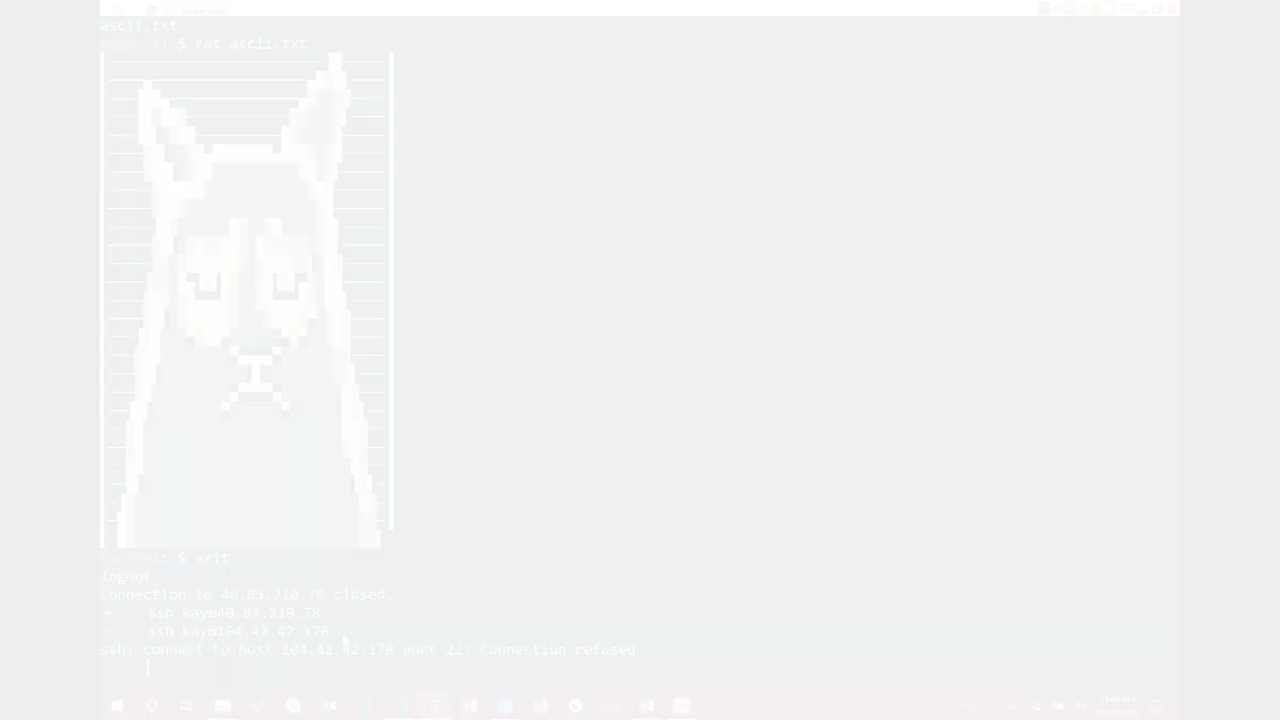 ascii.txt
: $ cat ascii.txt
: $ exit
logout
Connection to 40.83.210.78 closed.
ssh kay@40.83.210.78
ssh kay@104.42.42.178
ssh: connect to host 104.42.42.178 port 22: Connection refused